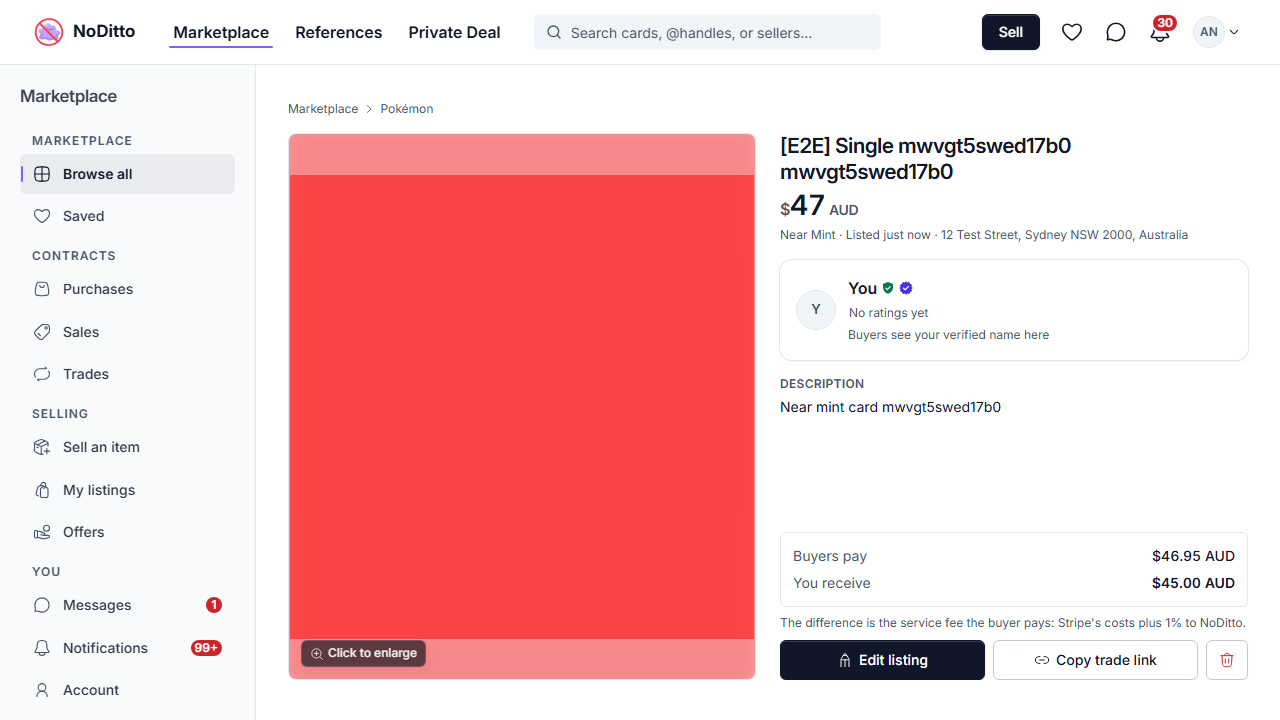 NoDitto
Marketplace
References
Private Deal
Search cards, @handles, or sellers...
Sell
30
AN
Marketplace
MARKETPLACE
Browse all
Saved
CONTRACTS
Purchases
Sales
Trades
SELLING
Sell an item
My listings
Offers
YOU
Messages
1
Notifications
99+
Account
Marketplace
Pokémon
Click to enlarge
[E2E] Single mwvgt5swed17b0
mwvgt5swed17b0
$47 AUD
Near Mint · Listed just now · 12 Test Street, Sydney NSW 2000, Australia
Y
You
No ratings yet
Buyers see your verified name here
DESCRIPTION
Near mint card mwvgt5swed17b0
Buyers pay $46.95 AUD
You receive $45.00 AUD
The difference is the service fee the buyer pays: Stripe's costs plus 1% to NoDitto.
Edit listing
Copy trade link